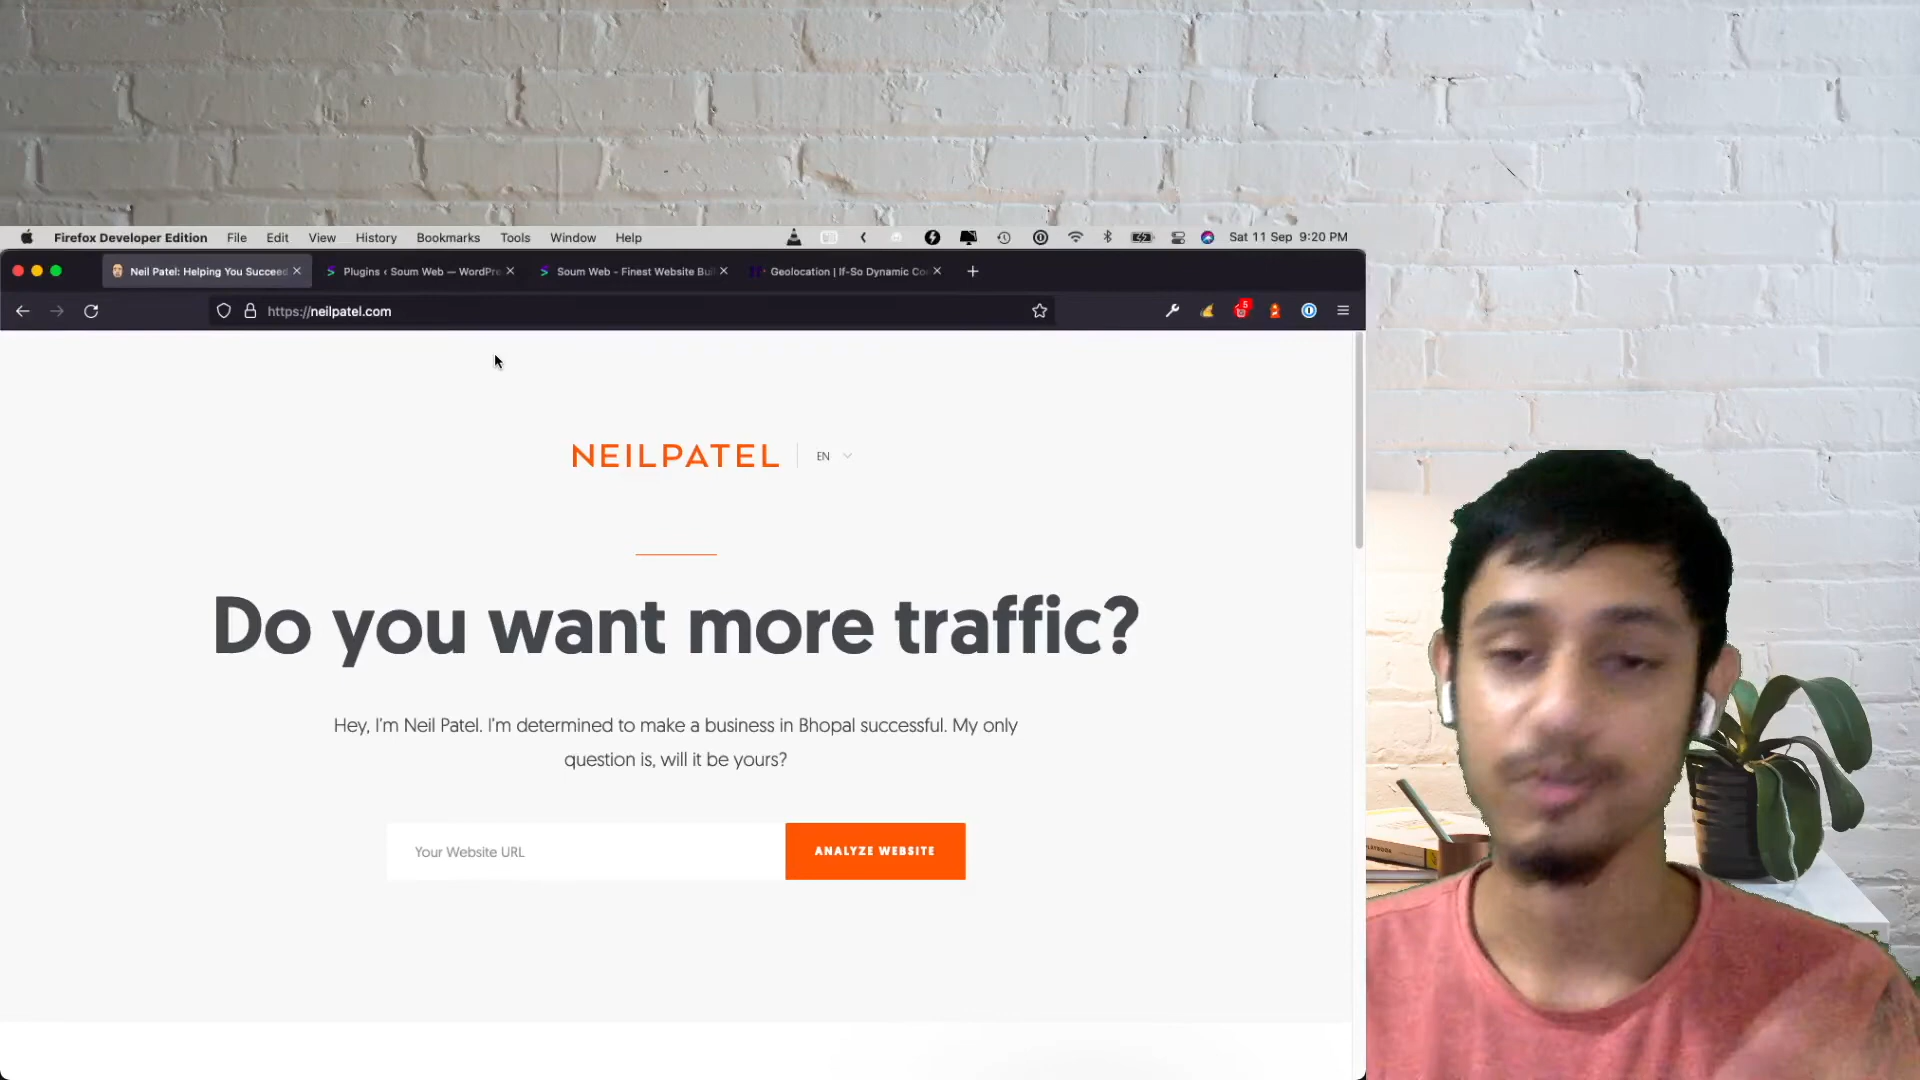 Firefox Developer Edition File Edit View History Bookmarks Tools Window Help Sat 11 Sep 9:20 PM
Neil Patel: Helping You Succeed Plugins ‹ Soum Web — WordPre Soum Web - Finest Website Bui Geolocation | If-So Dynamic Co
https://neilpatel.com 5
NEILPATEL EN
Do you want more traffic?
Hey, I'm Neil Patel. I'm determined to make a business in Bhopal successful. My only
question is, will it be yours?
Your Website URL ANALYZE WEBSITE
PLAYBOOK